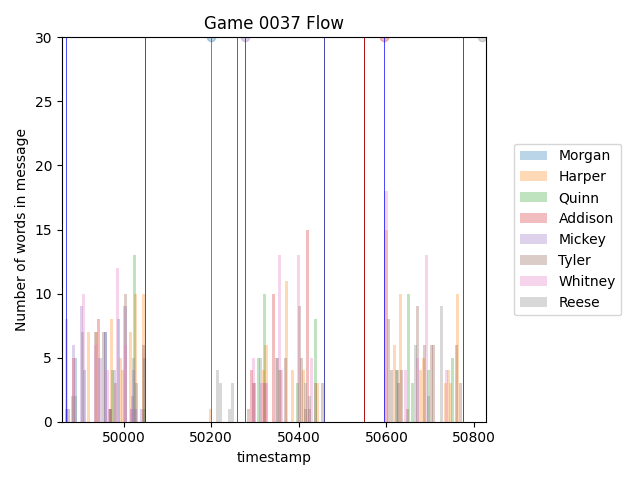 Game 0037 Flow
Number of words in message
30
25
20
15
10
5
0
50000
50200
50400
50600
50800
timestamp
Morgan
Harper
Quinn
Addison
Mickey
Tyler
Whitney
Reese